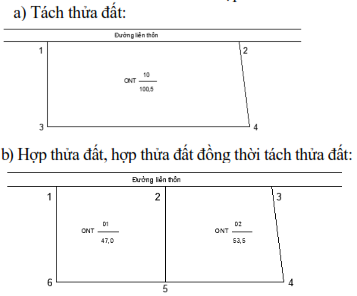 a) Tách thửa đất:
Đường liên thôn
1
2
ONT 10
100,5
3
4
b) Hợp thửa đất, hợp thửa đất đồng thời tách thửa đất:
Đường liên thôn
1
2
3
ONT 01
47,0
ONT 02
53,5
6
5
4